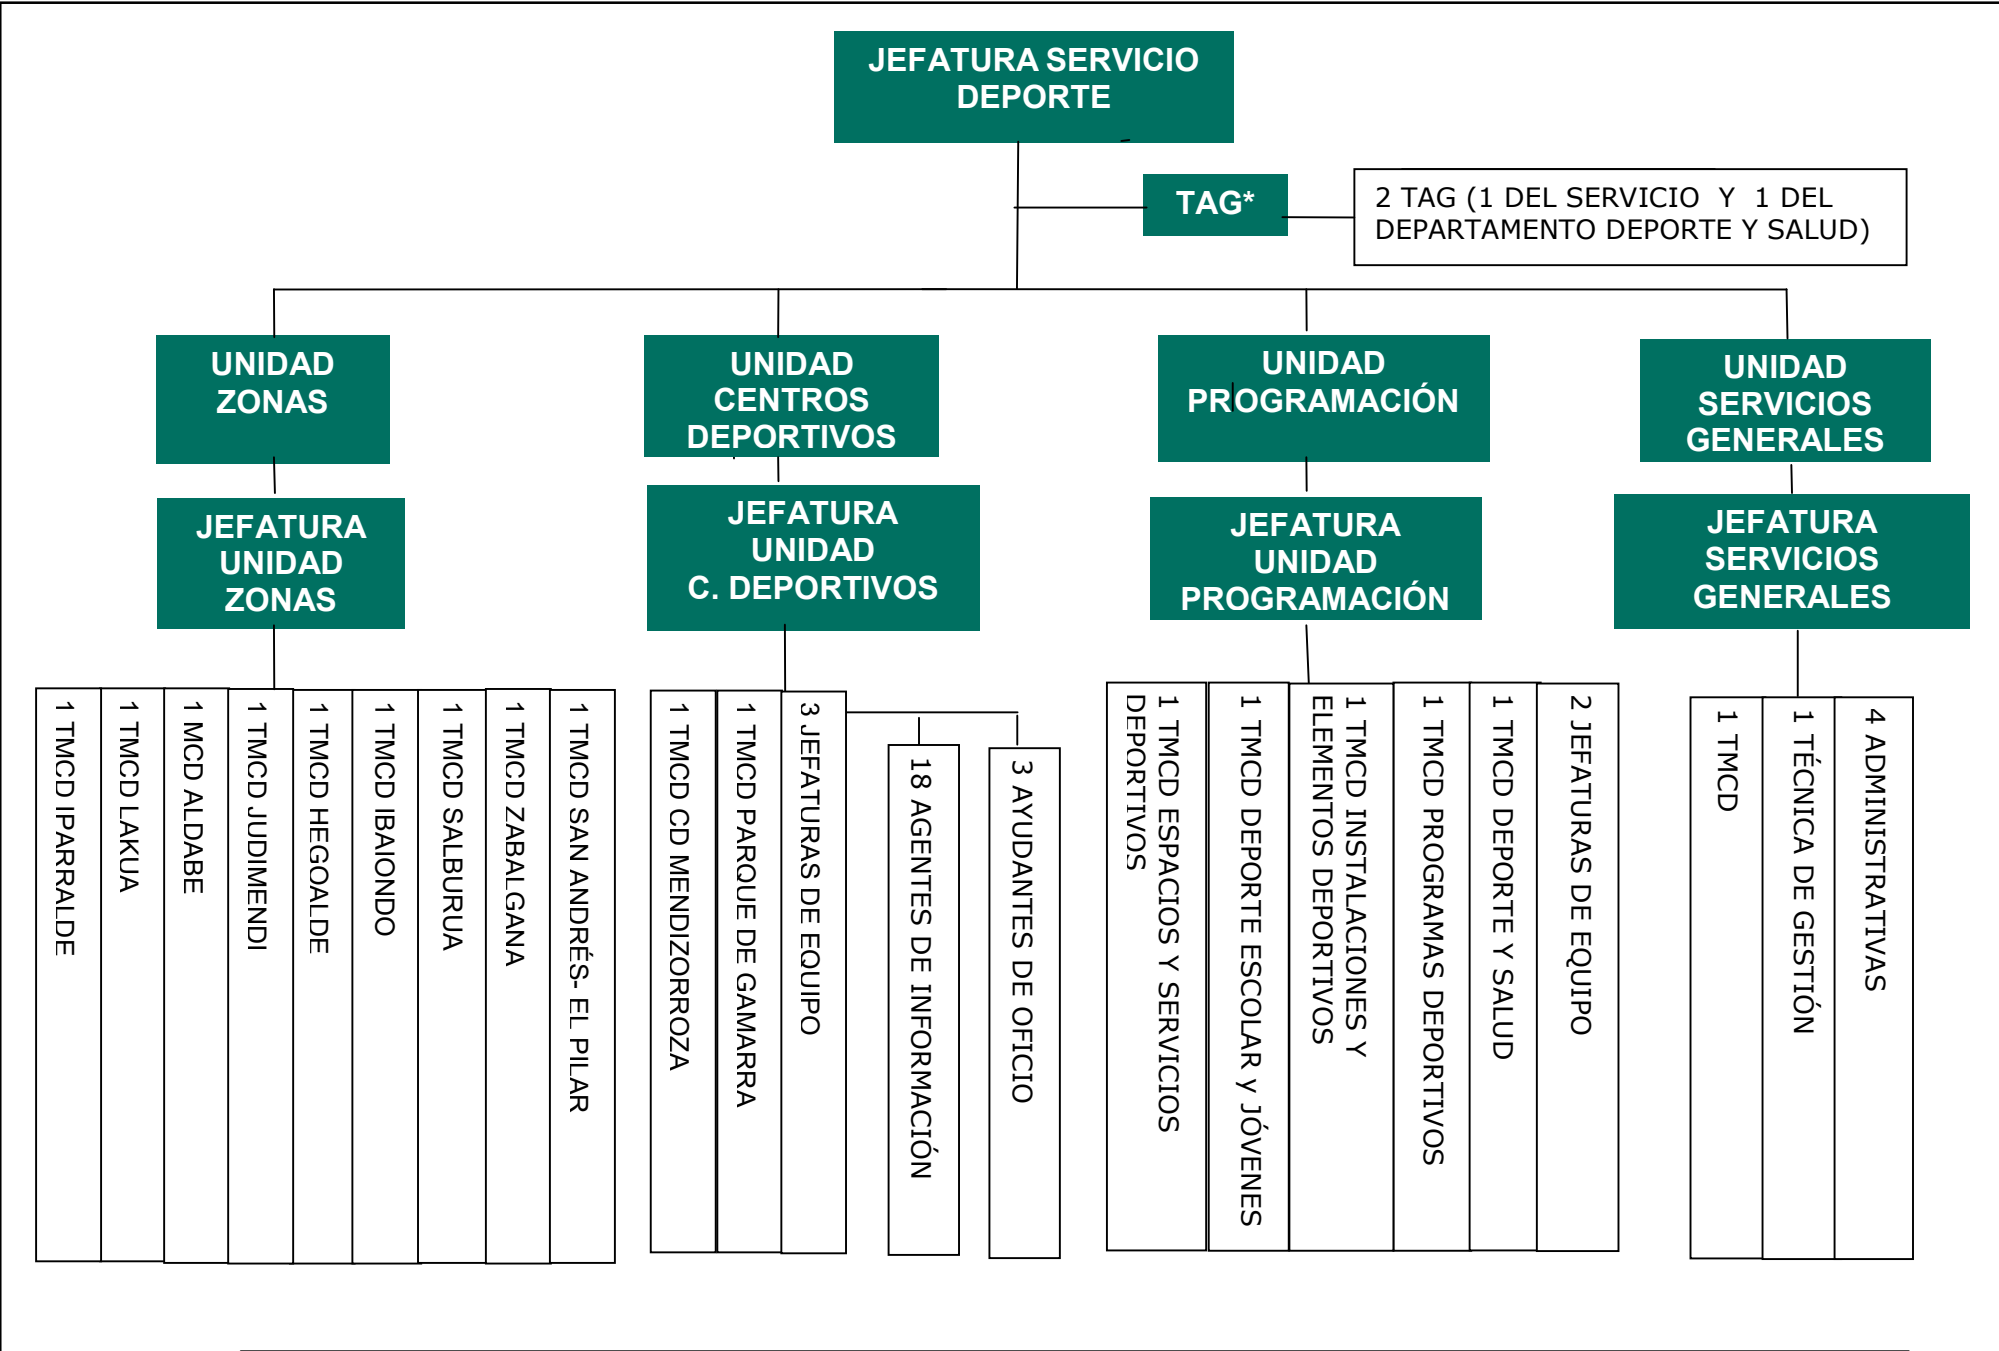 JEFATURA SERVICIO
DEPORTE
TAG*
2 TAG (1 DEL SERVICIO Y 1 DEL
DEPARTAMENTO DEPORTE Y SALUD)
UNIDAD
ZONAS
UNIDAD
CENTROS
DEPORTIVOS
UNIDAD
PROGRAMACIÓN
UNIDAD
SERVICIOS
GENERALES
JEFATURA
UNIDAD
ZONAS
JEFATURA
UNIDAD
C. DEPORTIVOS
JEFATURA
UNIDAD
PROGRAMACIÓN
JEFATURA
SERVICIOS
GENERALES
1 TMCD IPARRALDE
1 TMCD LAKUA
1 MCD ALDABE
1 TMCD JUDIMENDI
1 TMCD HEGOALDE
1 TMCD IBAIONDO
1 TMCD SALBURUA
1 TMCD ZABALGANA
1 TMCD SAN ANDRÉS- EL PILAR
1 TMCD CD MENDIZORROZA
1 TMCD PARQUE DE GAMARRA
3 JEFATURAS DE EQUIPO
18 AGENTES DE INFORMACIÓN
3 AYUDANTES DE OFICIO
1 TMCD ESPACIOS Y SERVICIOS
DEPORTIVOS
1 TMCD DEPORTE ESCOLAR y JÓVENES
1 TMCD INSTALACIONES Y
ELEMENTOS DEPORTIVOS
1 TMCD PROGRAMAS DEPORTIVOS
1 TMCD DEPORTE Y SALUD
2 JEFATURAS DE EQUIPO
1 TMCD
1 TÉCNICA DE GESTIÓN
4 ADMINISTRATIVAS